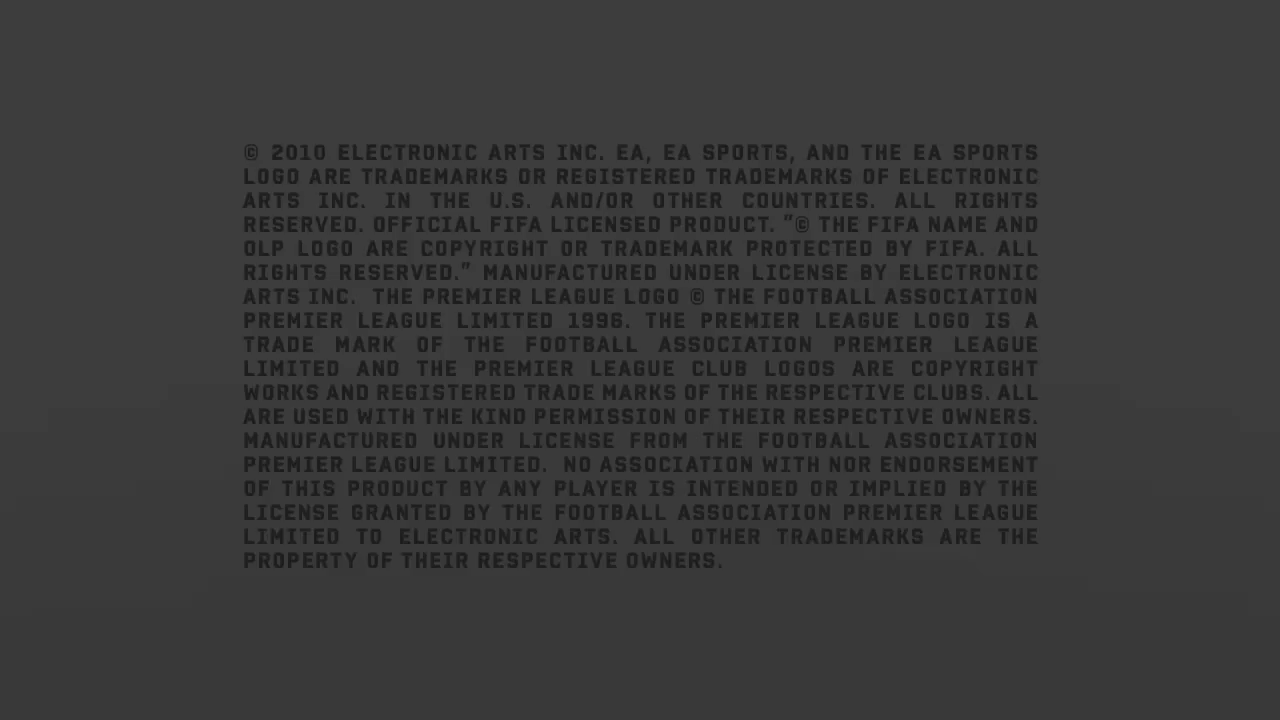 © 2010 ELECTRONIC ARTS INC. EA, EA SPORTS, AND THE EA SPORTS
LOGO ARE TRADEMARKS OR REGISTERED TRADEMARKS OF ELECTRONIC
ARTS INC. IN THE U.S. AND/OR OTHER COUNTRIES. ALL RIGHTS
RESERVED. OFFICIAL FIFA LICENSED PRODUCT. "© THE FIFA NAME AND
OLP LOGO ARE COPYRIGHT OR TRADEMARK PROTECTED BY FIFA. ALL
RIGHTS RESERVED." MANUFACTURED UNDER LICENSE BY ELECTRONIC
ARTS INC. THE PREMIER LEAGUE LOGO © THE FOOTBALL ASSOCIATION
PREMIER LEAGUE LIMITED 1996. THE PREMIER LEAGUE LOGO IS A
TRADE MARK OF THE FOOTBALL ASSOCIATION PREMIER LEAGUE
LIMITED AND THE PREMIER LEAGUE CLUB LOGOS ARE COPYRIGHT
WORKS AND REGISTERED TRADE MARKS OF THE RESPECTIVE CLUBS. ALL
ARE USED WITH THE KIND PERMISSION OF THEIR RESPECTIVE OWNERS.
MANUFACTURED UNDER LICENSE FROM THE FOOTBALL ASSOCIATION
PREMIER LEAGUE LIMITED. NO ASSOCIATION WITH NOR ENDORSEMENT
OF THIS PRODUCT BY ANY PLAYER IS INTENDED OR IMPLIED BY THE
LICENSE GRANTED BY THE FOOTBALL ASSOCIATION PREMIER LEAGUE
LIMITED TO ELECTRONIC ARTS. ALL OTHER TRADEMARKS ARE THE
PROPERTY OF THEIR RESPECTIVE OWNERS.